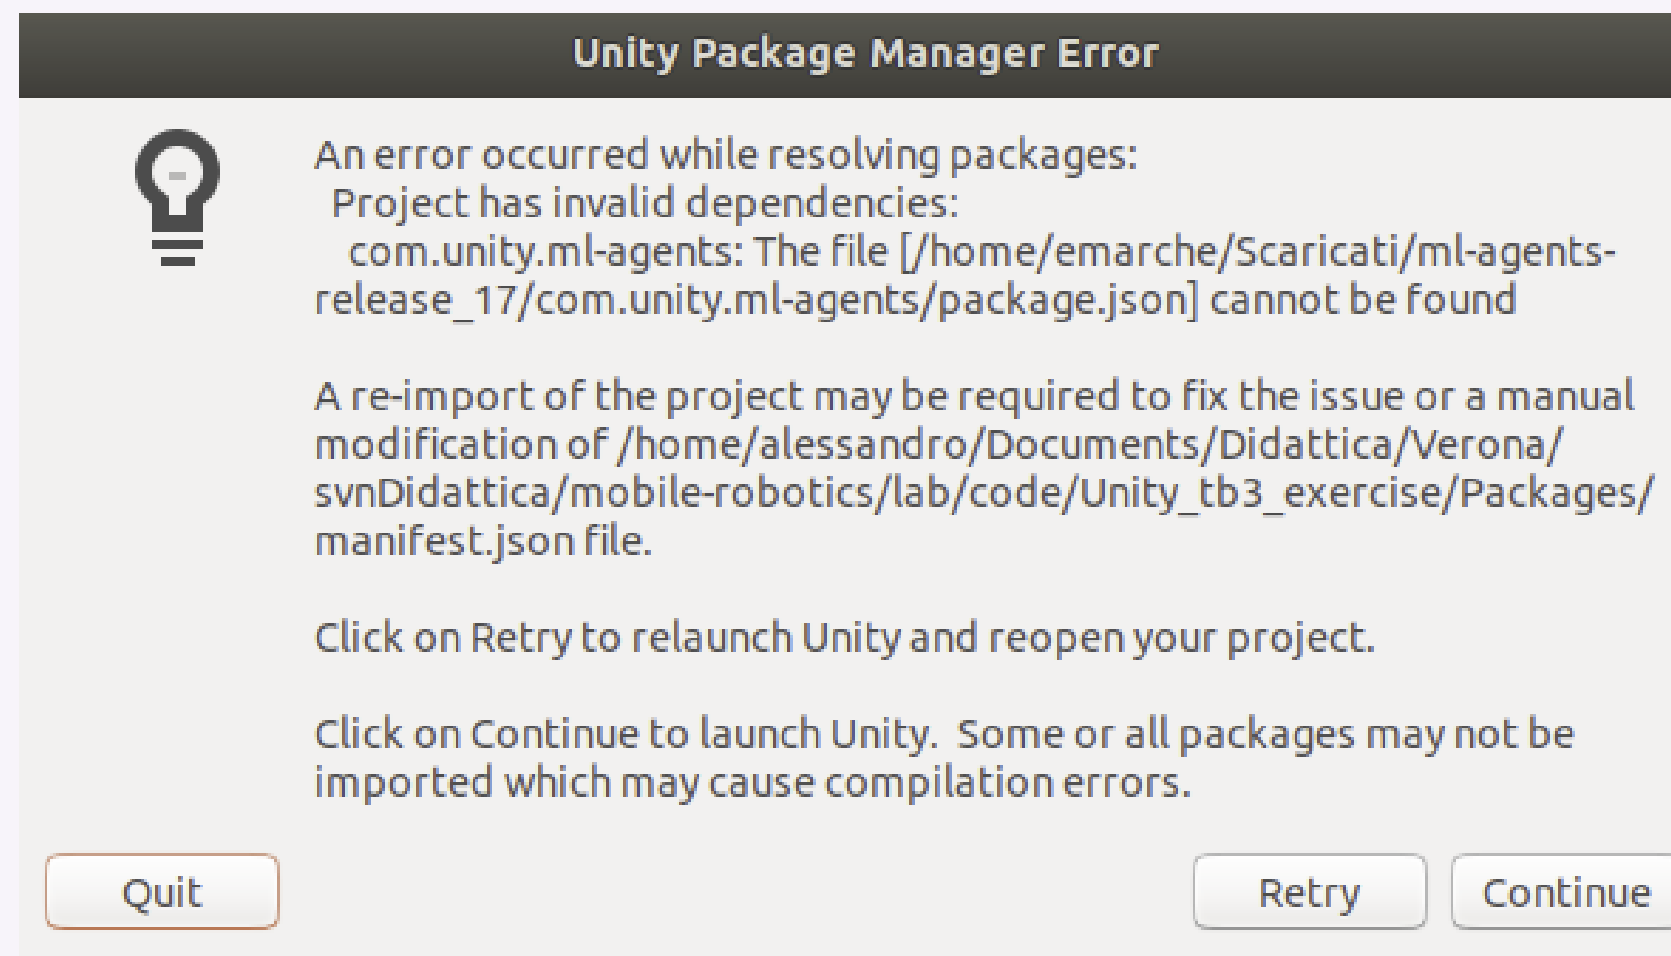 Unity Package Manager Error
An error occurred while resolving packages:
Project has invalid dependencies:
com.unity.ml-agents: The file [/home/emarche/Scaricati/ml-agents-
release_17/com.unity.ml-agents/package.json] cannot be found
A re-import of the project may be required to fix the issue or a manual
modification of /home/alessandro/Documents/Didattica/Verona/
svnDidattica/mobile-robotics/lab/code/Unity_tb3_exercise/Packages/
manifest.json file.
Click on Retry to relaunch Unity and reopen your project.
Click on Continue to launch Unity.  Some or all packages may not be
imported which may cause compilation errors.
Quit
Retry
Continue